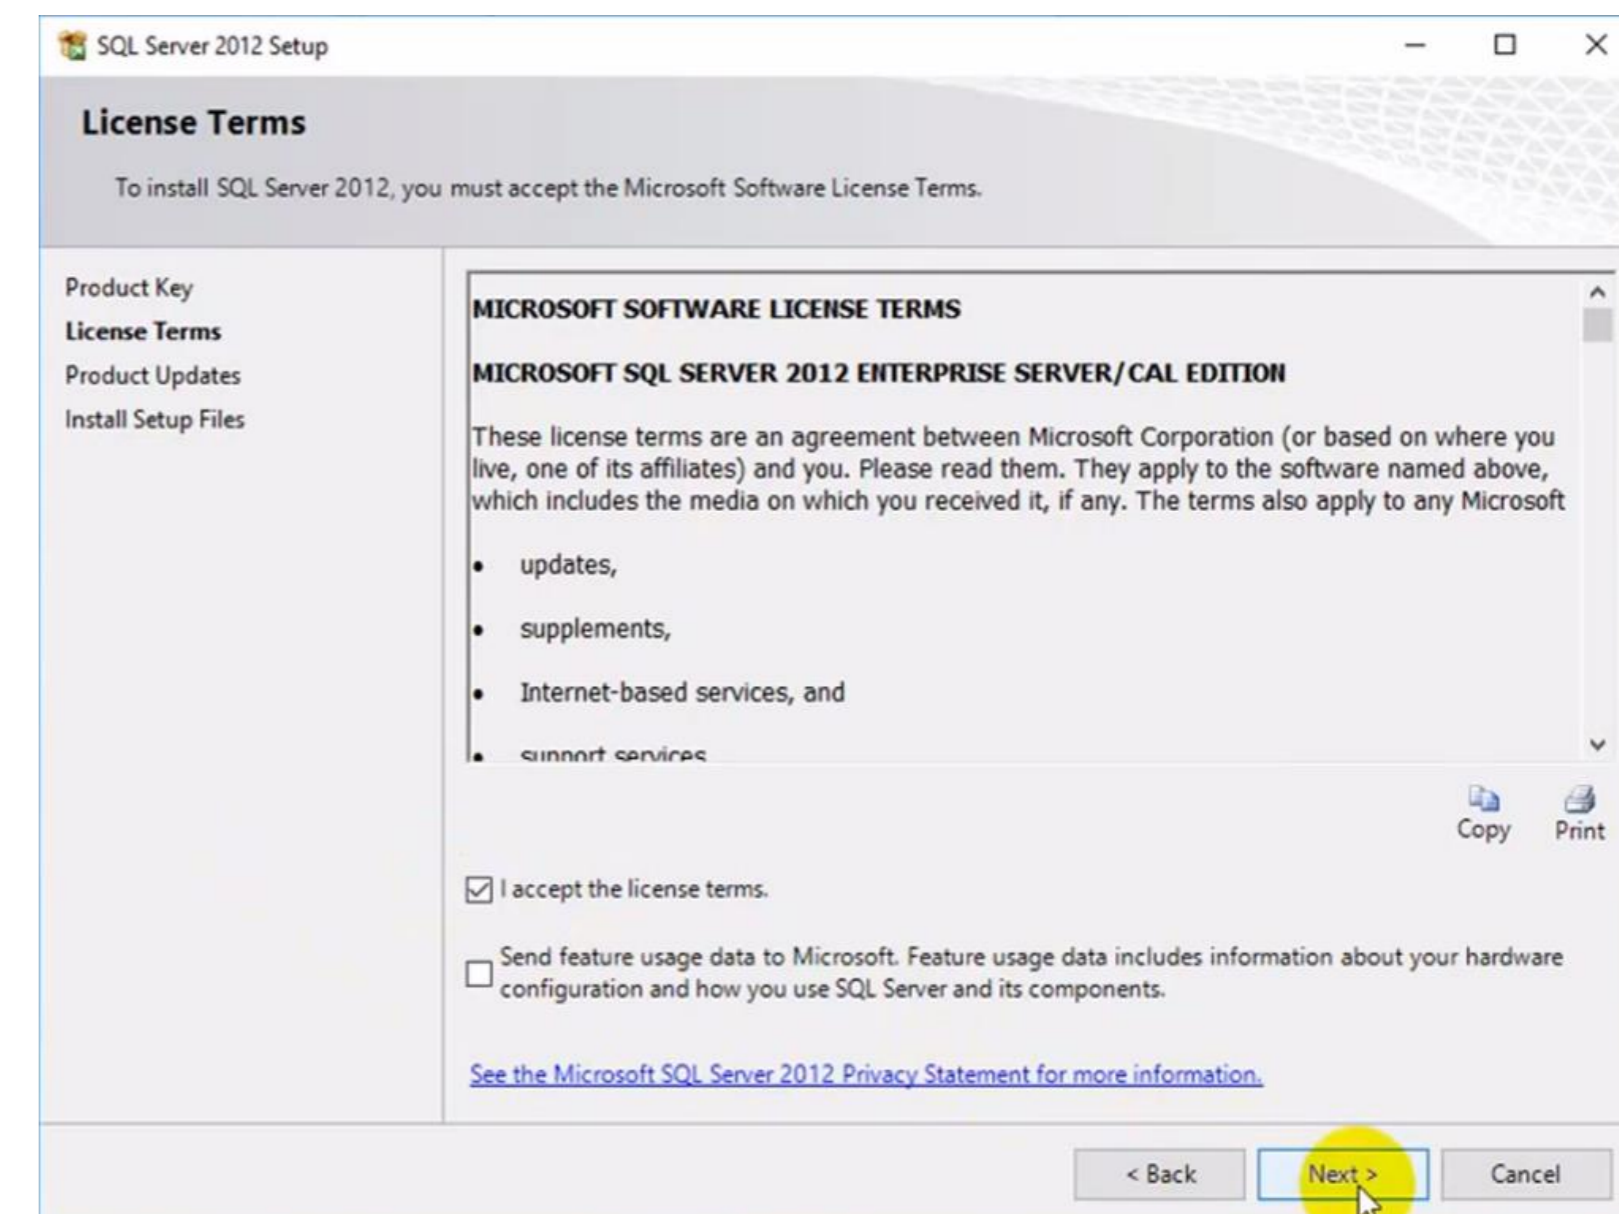 SQL Server 2012 Setup
License Terms
To install SQL Server 2012, you must accept the Microsoft Software License Terms.
Product Key
License Terms
Product Updates
Install Setup Files
MICROSOFT SOFTWARE LICENSE TERMS
MICROSOFT SQL SERVER 2012 ENTERPRISE SERVER/CAL EDITION
These license terms are an agreement between Microsoft Corporation (or based on where you
live, one of its affiliates) and you. Please read them. They apply to the software named above,
which includes the media on which you received it, if any. The terms also apply to any Microsoft
• updates,
• supplements,
• Internet-based services, and
• support services
Copy
Print
I accept the license terms.
Send feature usage data to Microsoft. Feature usage data includes information about your hardware
configuration and how you use SQL Server and its components.
See the Microsoft SQL Server 2012 Privacy Statement for more information.
< Back
Next >
Cancel